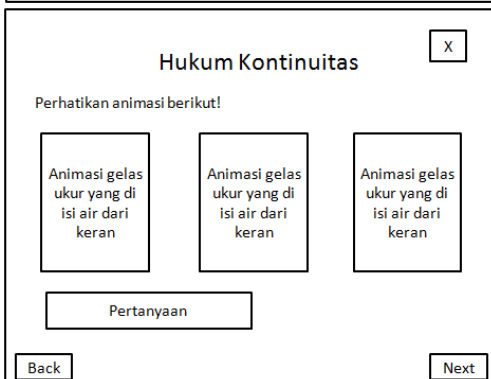 X
Hukum Kontinuitas
Perhatikan animasi berikut!
Animasi gelas
ukur yang di
isi air dari
keran
Animasi gelas
ukur yang di
isi air dari
keran
Animasi gelas
ukur yang di
isi air dari
keran
Pertanyaan
Back
Next